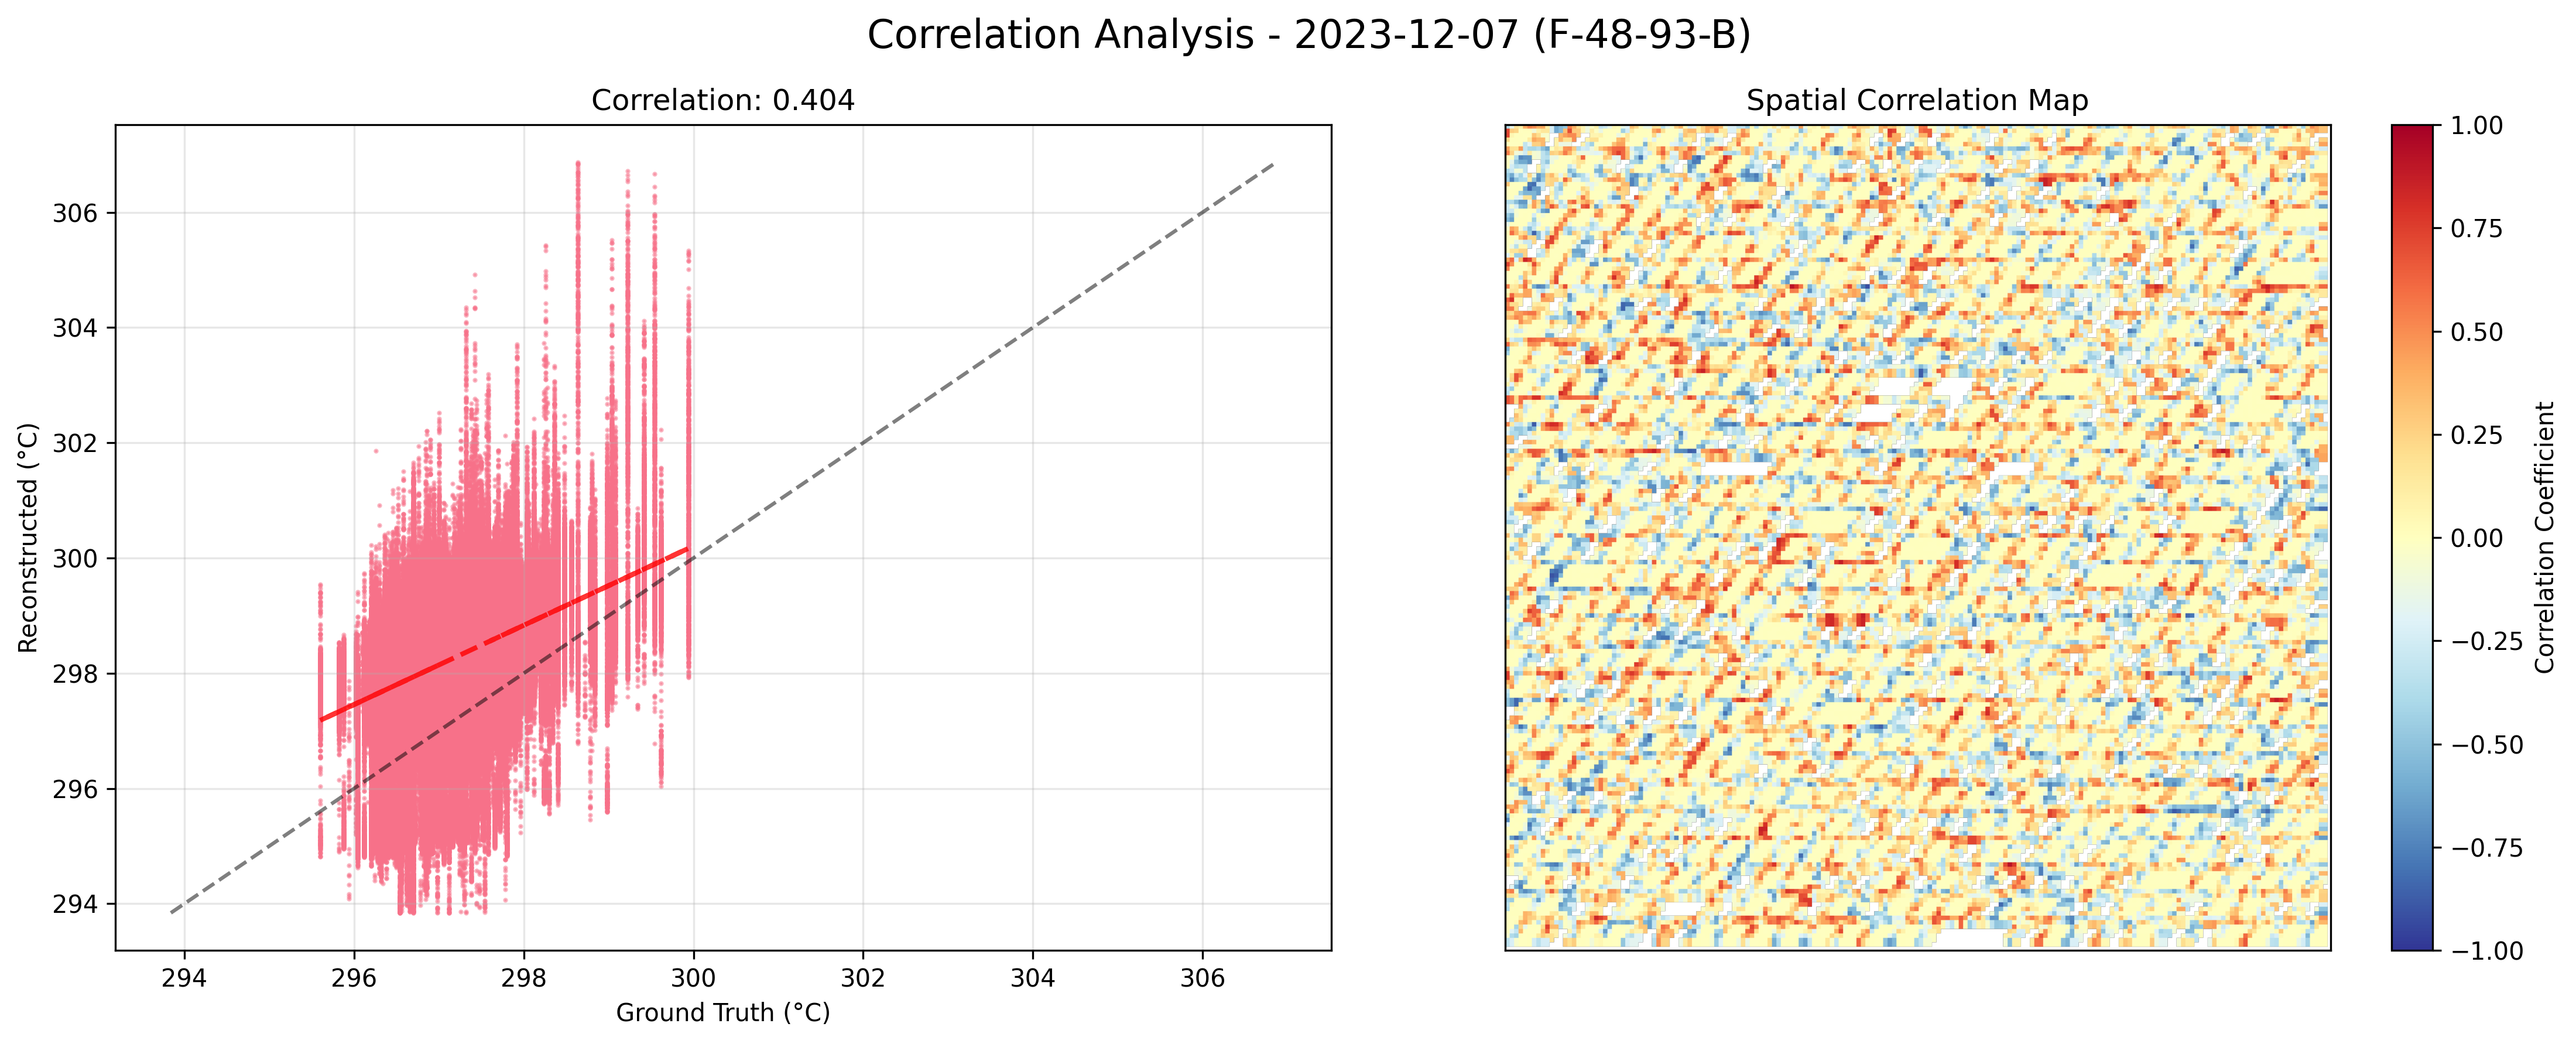 Correlation Analysis - 2023-12-07 (F-48-93-B)
Correlation: 0.404
306
304
302
300
298
296
294
Reconstructed (°C)
294 296 298 300 302 304 306
Ground Truth (°C)
Spatial Correlation Map
1.00
0.75
0.50
0.25
0.00
−0.25
−0.50
−0.75
−1.00
Correlation Coefficient